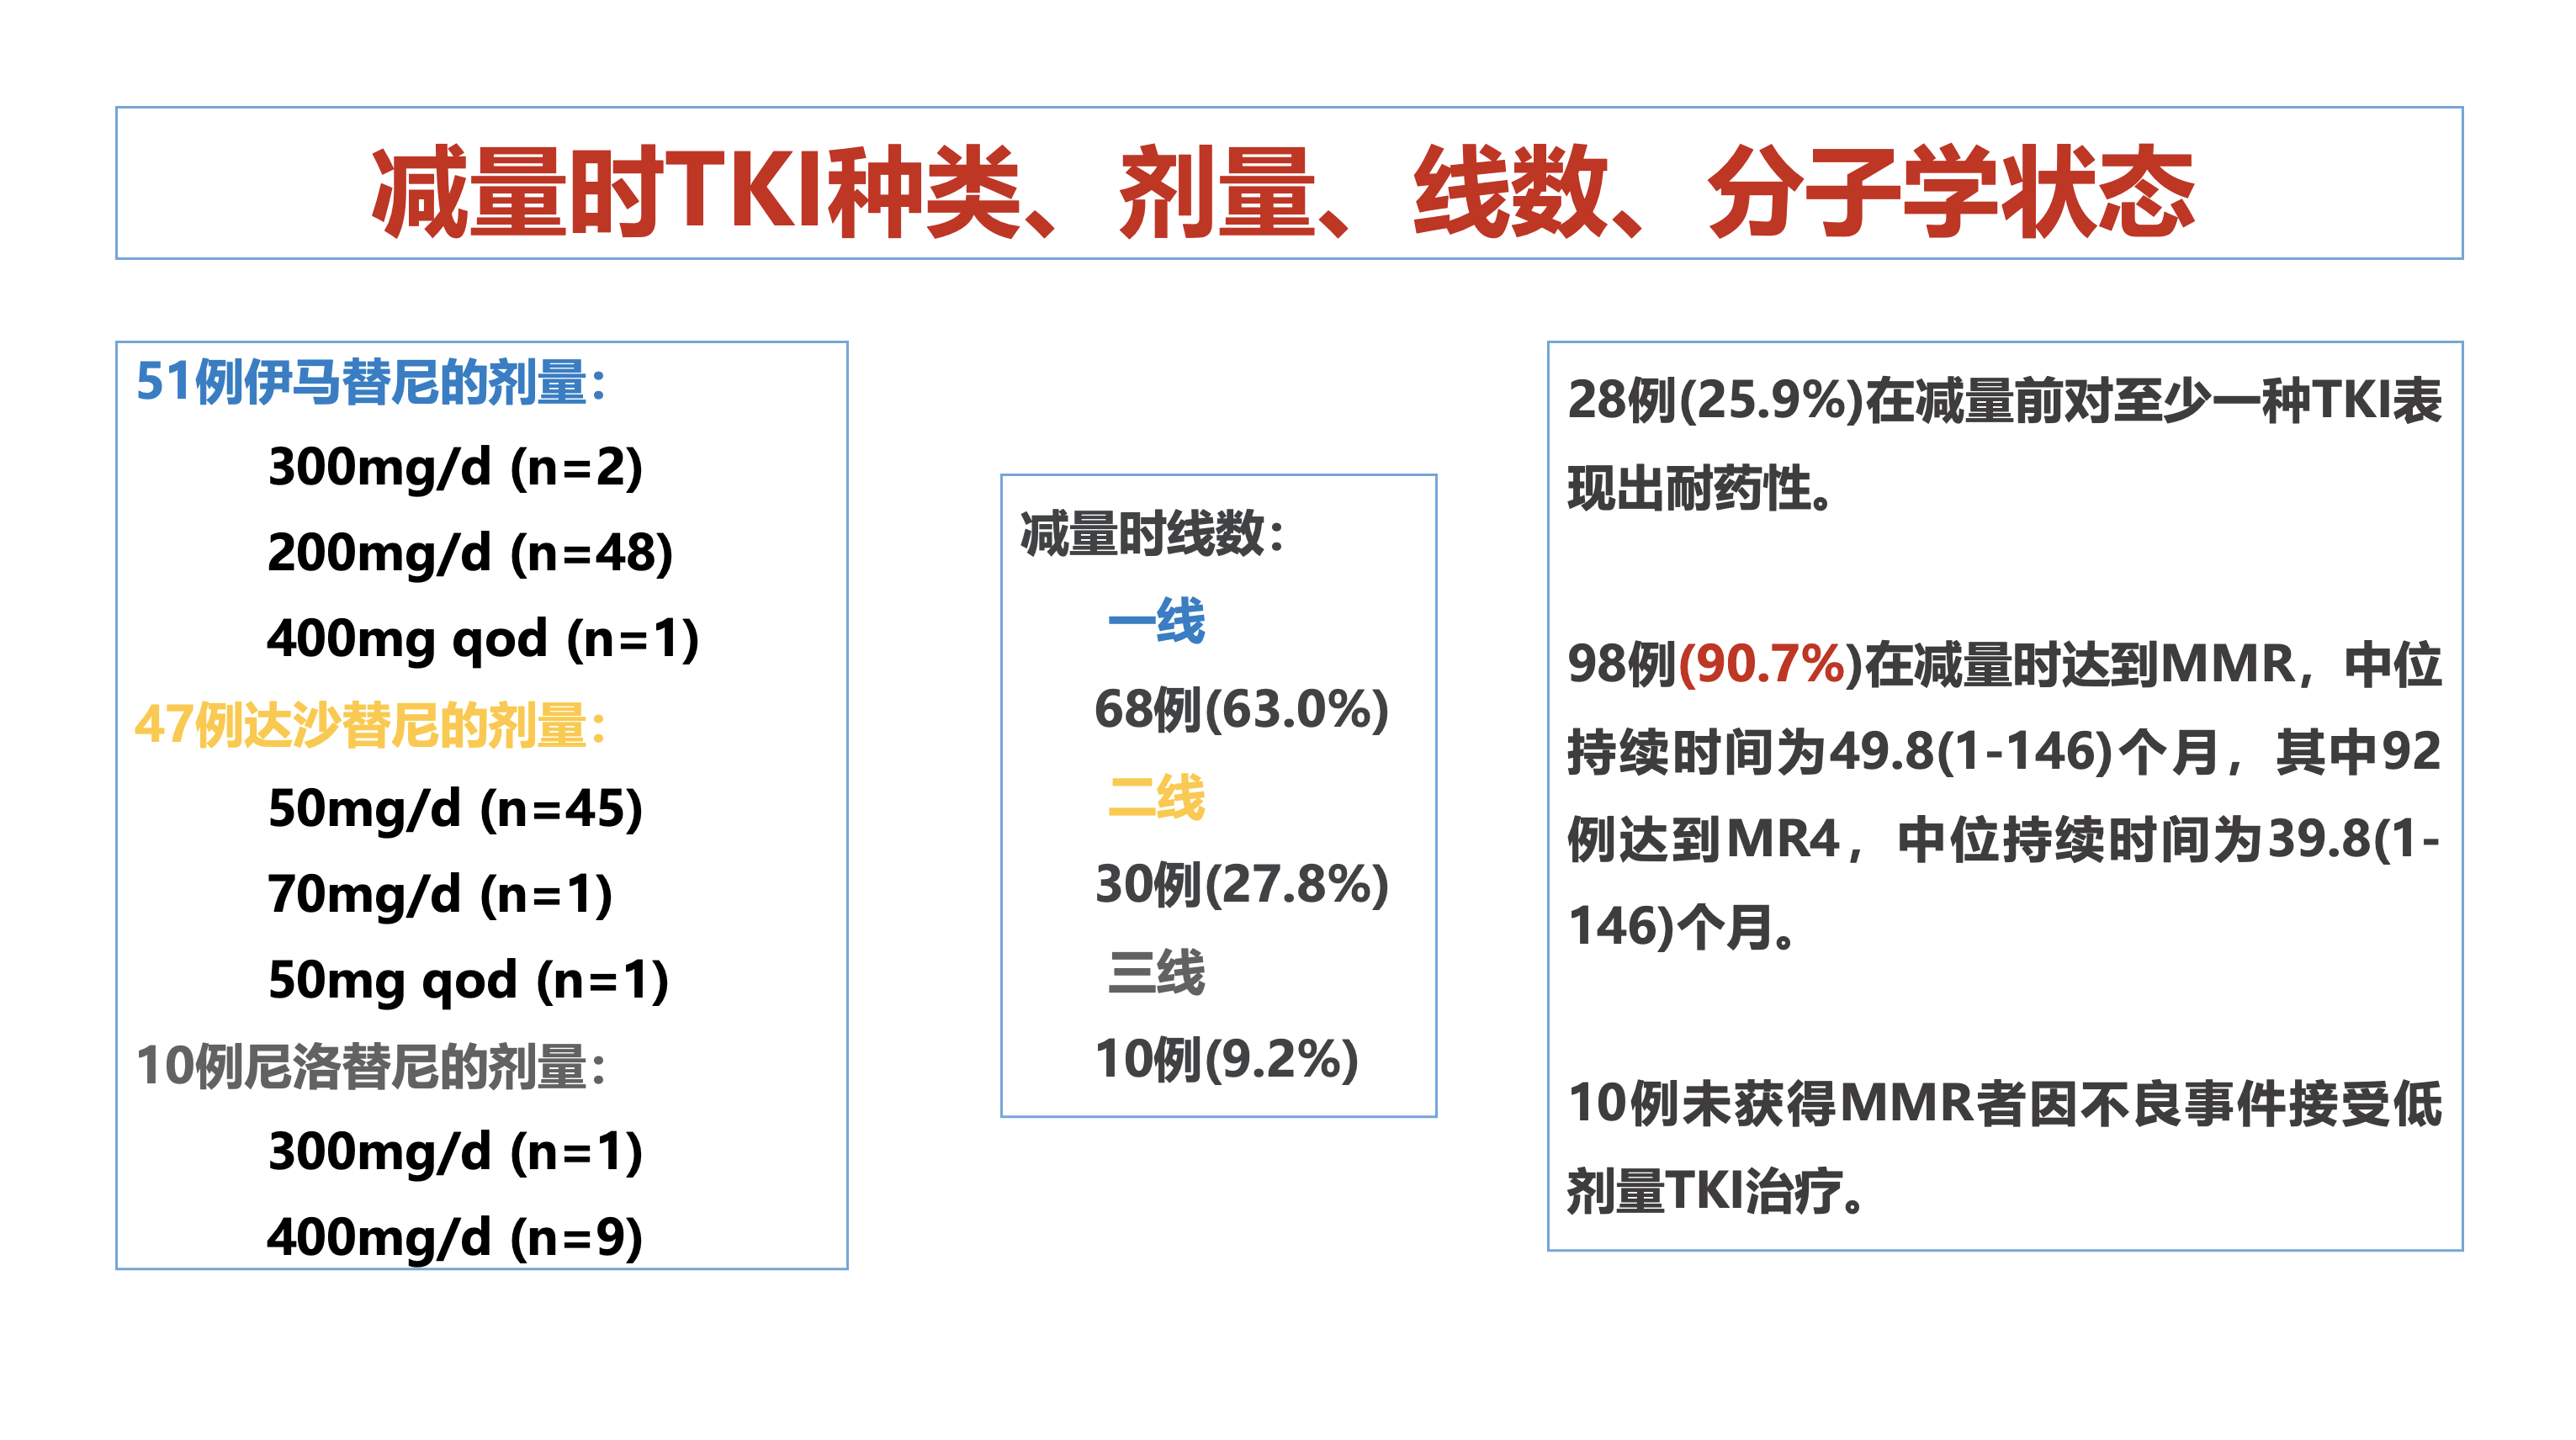 减量时TKI种类、剂量、线数、分子学状态
51例伊马替尼的剂量：
300mg/d (n=2)
200mg/d (n=48)
400mg qod (n=1)
47例达沙替尼的剂量：
50mg/d (n=45)
70mg/d (n=1)
50mg qod (n=1)
10例尼洛替尼的剂量：
300mg/d (n=1)
400mg/d (n=9)
减量时线数：
一线
68例(63.0%)
二线
30例(27.8%)
三线
10例(9.2%)
28例(25.9%)在减量前对至少一种TKI表
现出耐药性。
98例(90.7%)在减量时达到MMR，中位
持续时间为49.8(1-146)个月，其中92
例达到MR4，中位持续时间为39.8(1-
146)个月。
10例未获得MMR者因不良事件接受低
剂量TKI治疗。